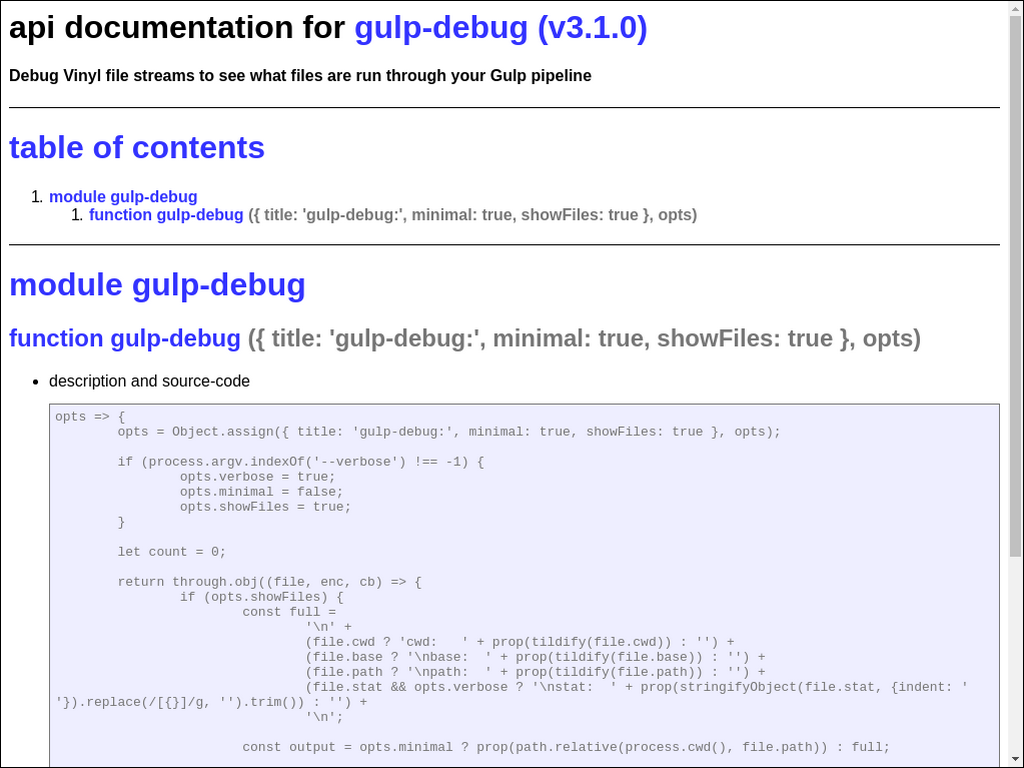 api documentation for gulp-debug (v3.1.0)
Debug Vinyl file streams to see what files are run through your Gulp pipeline
table of contents
1. module gulp-debug
1. function gulp-debug ({ title: 'gulp-debug:', minimal: true, showFiles: true }, opts)
module gulp-debug
function gulp-debug ({ title: 'gulp-debug:', minimal: true, showFiles: true }, opts)
• description and source-code
opts => {
        opts = Object.assign({ title: 'gulp-debug:', minimal: true, showFiles: true }, opts);
        if (process.argv.indexOf('--verbose') !== -1) {
                opts.verbose = true;
                opts.minimal = false;
                opts.showFiles = true;
        }
        let count = 0;
        return through.obj((file, enc, cb) => {
                if (opts.showFiles) {
                        const full =
                                '\n' +
                                (file.cwd ? 'cwd:   ' + prop(tildify(file.cwd)) : '') +
                                (file.base ? '\nbase:  ' + prop(tildify(file.base)) : '') +
                                (file.path ? '\npath:  ' + prop(tildify(file.path)) : '') +
                                (file.stat && opts.verbose ? '\nstat:  ' + prop(stringifyObject(file.stat, {indent: '
'}).replace(/[{}]/g, '').trim()) : '') +
                                '\n';
                        const output = opts.minimal ? prop(path.relative(process.cwd(), file.path)) : full;